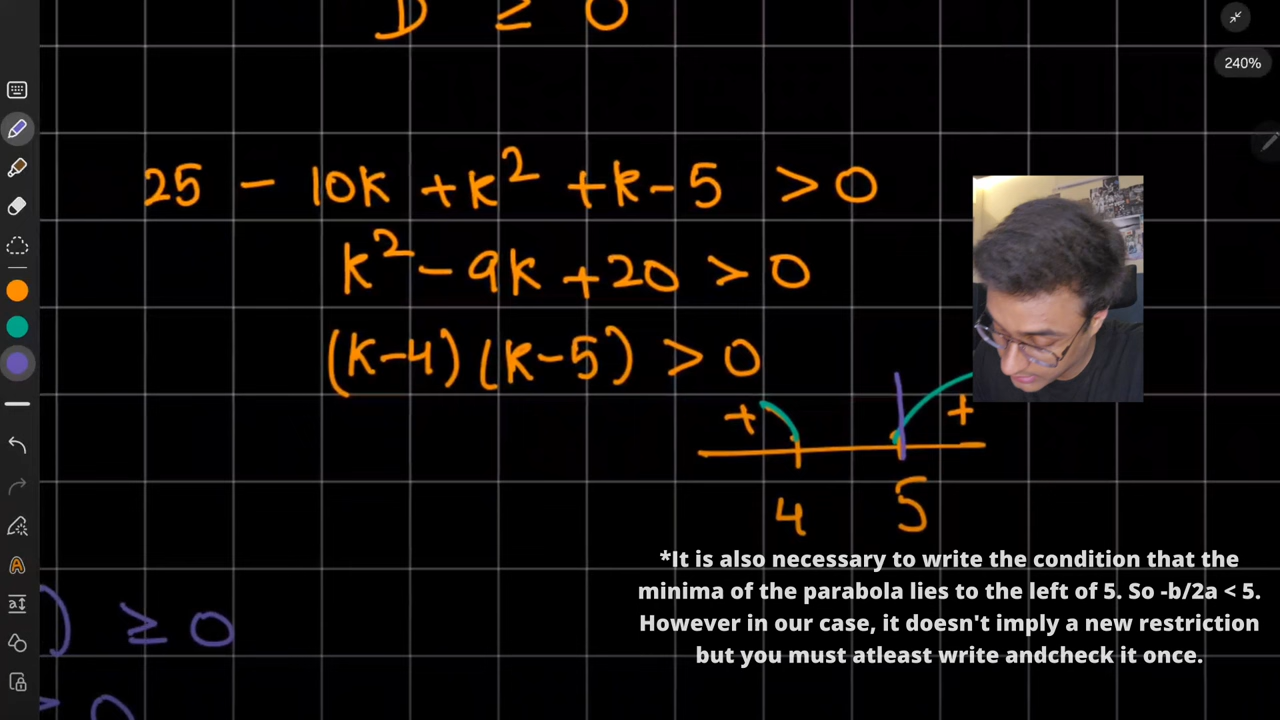 D ≥ 0
240%
25 - 10k + k² + k - 5 > 0
k² - 9k + 20 > 0
(k-4) (k-5) > 0
+ +
4 5
*It is also necessary to write the condition that the
minima of the parabola lies to the left of 5. So -b/2a < 5.
However in our case, it doesn't imply a new restriction
but you must atleast write andcheck it once.
D ≥ 0